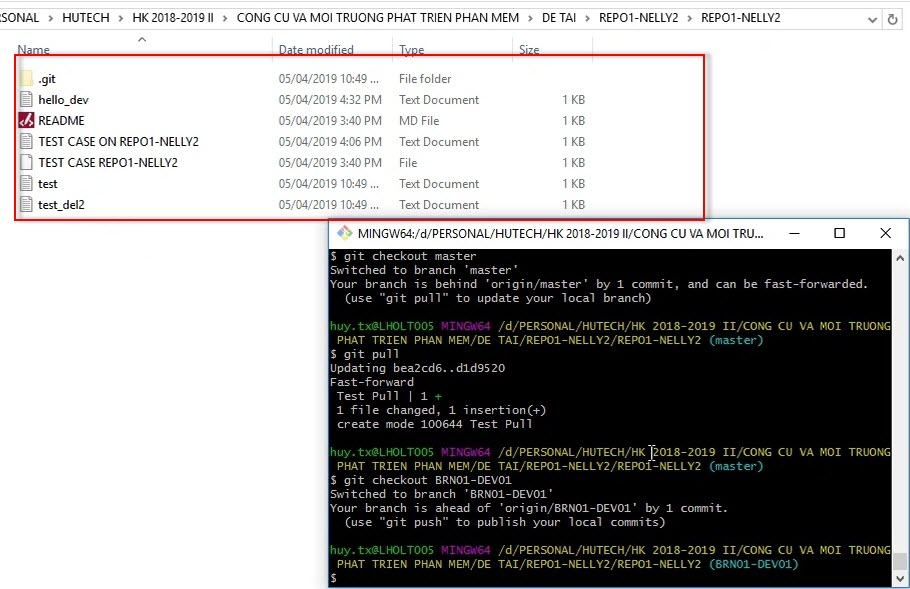 SONAL > HUTECH > HK 2018-2019 II > CONG CU VA MOI TRUONG PHAT TRIEN PHAN MEM > DE TAI > REPO1-NELLY2 > REPO1-NELLY2
Name Date modified Type Size
.git 05/04/2019 10:49 ... File folder
hello_dev 05/04/2019 4:32 PM Text Document 1 KB
README 05/04/2019 3:40 PM MD File 1 KB
TEST CASE ON REPO1-NELLY2 05/04/2019 4:06 PM Text Document 1 KB
TEST CASE REPO1-NELLY2 05/04/2019 3:40 PM File 1 KB
test 05/04/2019 10:49 ... Text Document 1 KB
test_del2 05/04/2019 10:49 ... Text Document 1 KB
MINGW64:/d/PERSONAL/HUTECH/HK 2018-2019 II/CONG CU VA MOI TRU...
$ git checkout master
Switched to branch 'master'
Your branch is behind 'origin/master' by 1 commit, and can be fast-forwarded.
(use "git pull" to update your local branch)
huy.tx@LHOLT005 MINGW64 /d/PERSONAL/HUTECH/HK 2018-2019 II/CONG CU VA MOI TRUONG
PHAT TRIEN PHAN MEM/DE TAI/REPO1-NELLY2/REPO1-NELLY2 (master)
$ git pull
Updating bea2cd6..d1d9520
Fast-forward
Test Pull | 1 +
1 file changed, 1 insertion(+)
create mode 100644 Test Pull
huy.tx@LHOLT005 MINGW64 /d/PERSONAL/HUTECH/HK 2018-2019 II/CONG CU VA MOI TRUONG
PHAT TRIEN PHAN MEM/DE TAI/REPO1-NELLY2/REPO1-NELLY2 (master)
$ git checkout BRN01-DEV01
Switched to branch 'BRN01-DEV01'
Your branch is ahead of 'origin/BRN01-DEV01' by 1 commit.
(use "git push" to publish your local commits)
huy.tx@LHOLT005 MINGW64 /d/PERSONAL/HUTECH/HK 2018-2019 II/CONG CU VA MOI TRUONG
PHAT TRIEN PHAN MEM/DE TAI/REPO1-NELLY2/REPO1-NELLY2 (BRN01-DEV01)
$